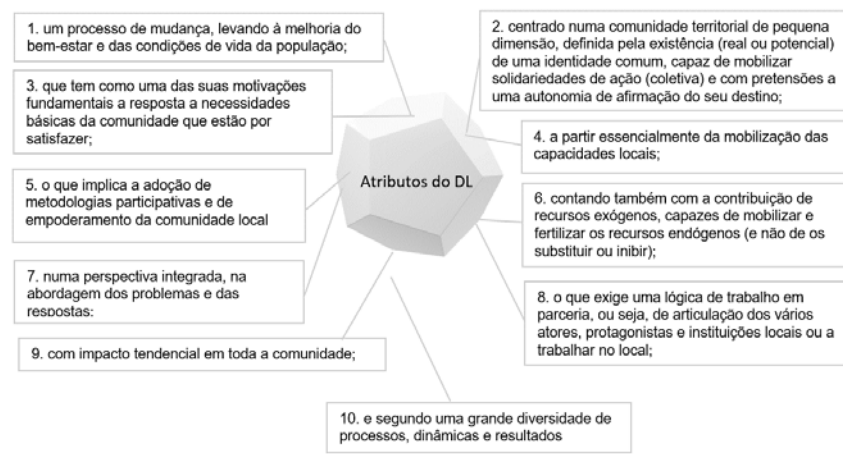 1. um processo de mudança, levando à melhoria do
bem-estar e das condições de vida da população;
2. centrado numa comunidade territorial de pequena
dimensão, definida pela existência (real ou potencial)
de uma identidade comum, capaz de mobilizar
solidariedades de ação (coletiva) e com pretensões a
uma autonomia de afirmação do seu destino;
3. que tem como uma das suas motivações
fundamentais a resposta a necessidades
básicas da comunidade que estão por
satisfazer;
4. a partir essencialmente da mobilização das
capacidades locais;
Atributos do DL
5. o que implica a adoção de
metodologias participativas e de
empoderamento da comunidade local
6. contando também com a contribuição de
recursos exógenos, capazes de mobilizar e
fertilizar os recursos endógenos (e não de os
substituir ou inibir);
7. numa perspectiva integrada, na
abordagem dos problemas e das
respostas:
8. o que exige uma lógica de trabalho em
parceria, ou seja, de articulação dos vários
atores, protagonistas e instituições locais ou a
trabalhar no local;
9. com impacto tendencial em toda a comunidade;
10. e segundo uma grande diversidade de
processos, dinâmicas e resultados